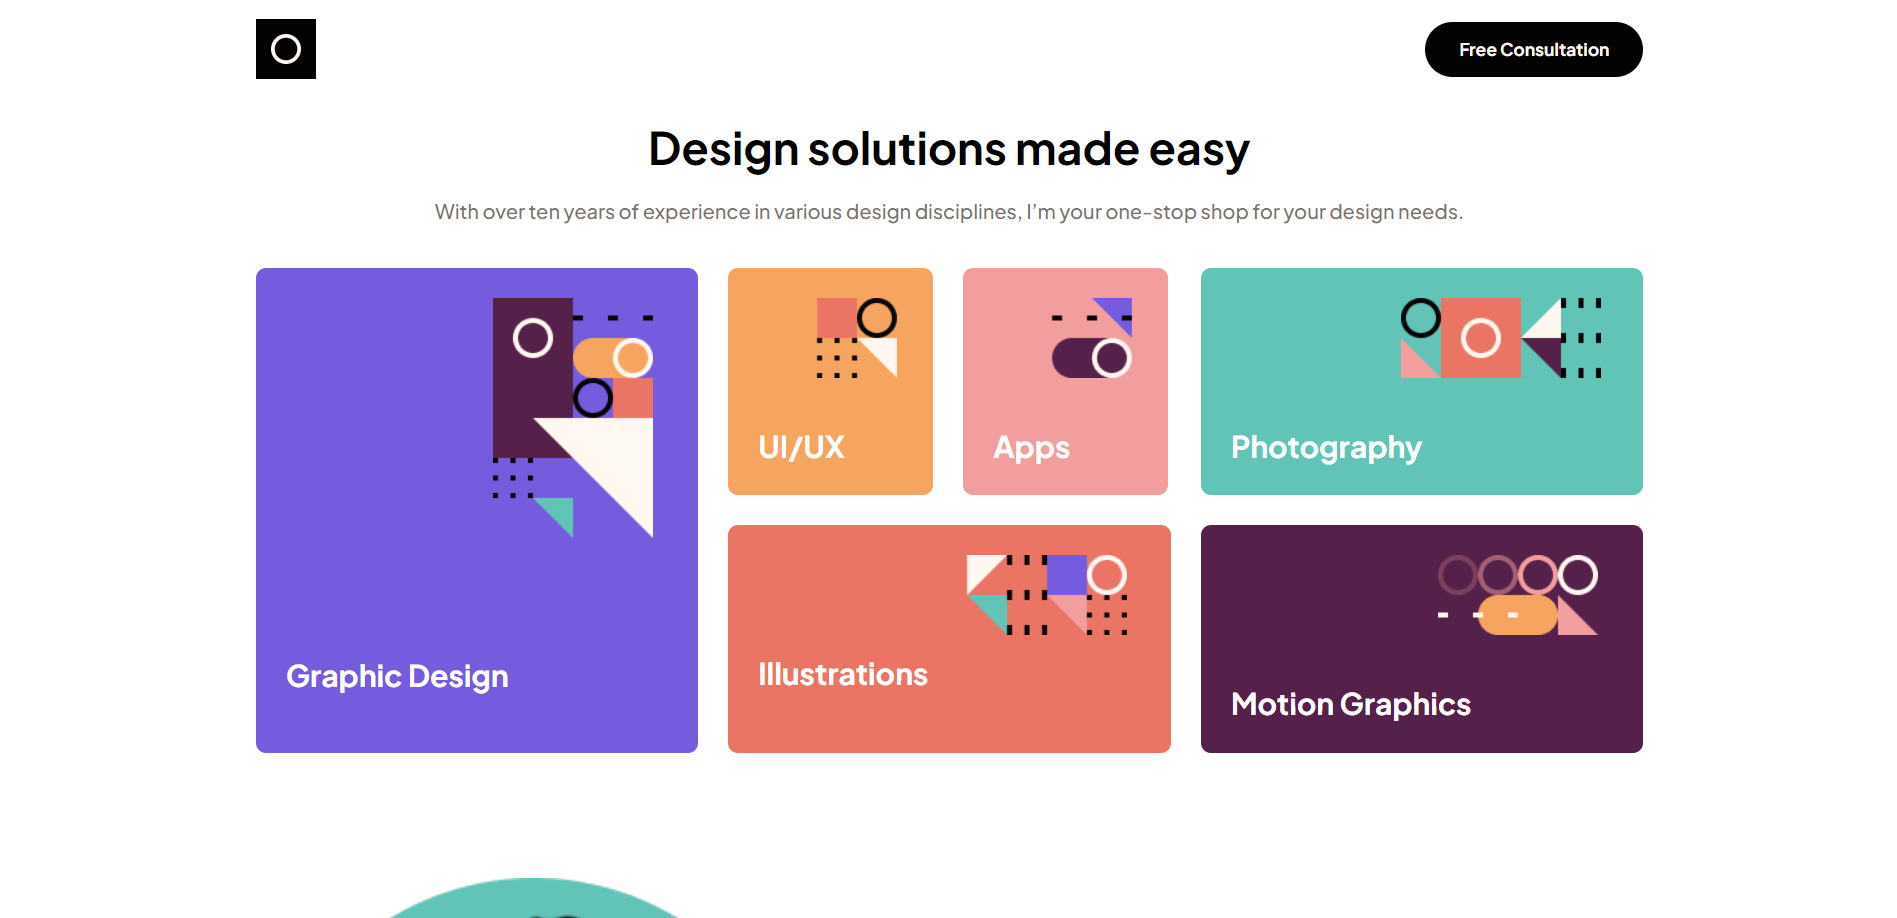 Free Consultation
Design solutions made easy
With over ten years of experience in various design disciplines, I’m your one-stop shop for your design needs.
Graphic Design
UI/UX
Apps
Photography
Illustrations
Motion Graphics